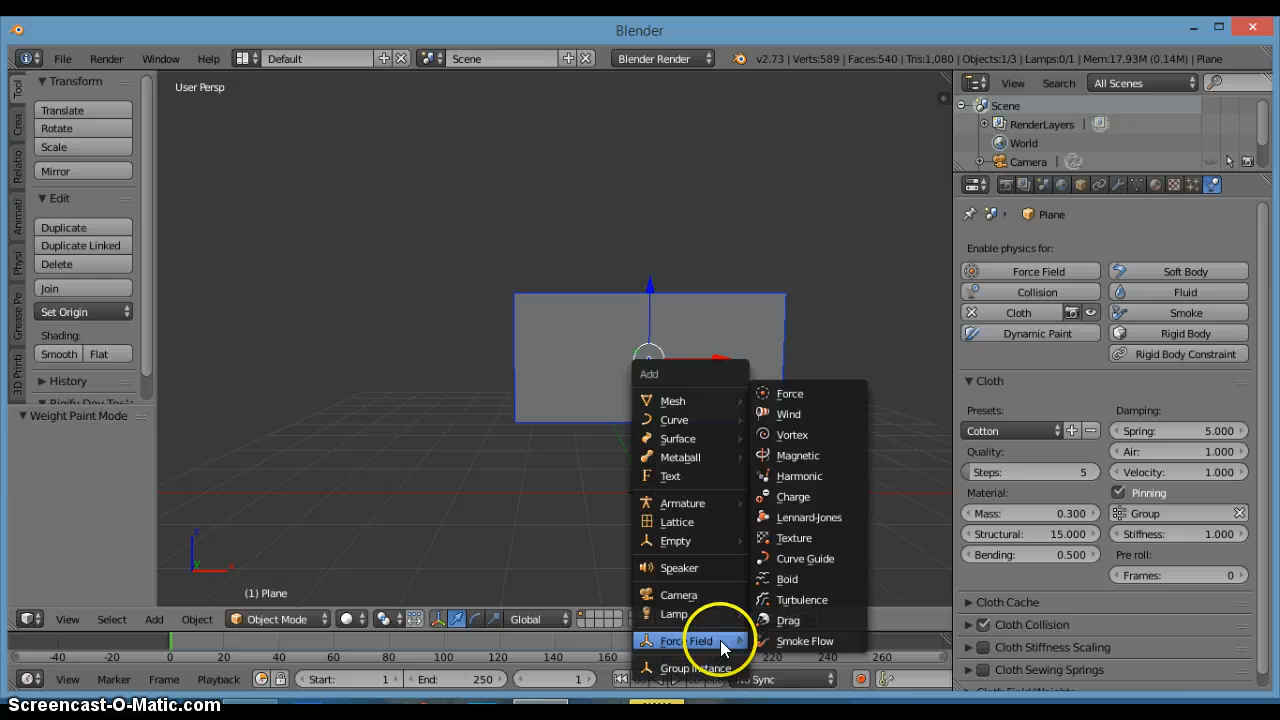 Blender
File
Render
Window
Help
Default
Scene
Blender Render
v2.73 | Verts:589 | Faces:540 | Tris:1,080 | Objects:1/3 | Lamps:0/1 | Mem:17.93M (0.14M) | Plane
Tool
Crea
Relatio
Animati
Physi
Grease Pe
3D Printi
Transform
Translate
Rotate
Scale
Mirror
Edit
Duplicate
Duplicate Linked
Delete
Join
Set Origin
Shading:
Smooth
Flat
History
Weight Paint Mode
User Persp
z
y
x
(1) Plane
Add
Mesh
Curve
Surface
Metaball
Text
Armature
Lattice
Empty
Speaker
Camera
Lamp
Force Field
Group Instance
Force
Wind
Vortex
Magnetic
Harmonic
Charge
Lennard-Jones
Texture
Curve Guide
Boid
Turbulence
Drag
Smoke Flow
View
Select
Add
Object
Object Mode
Global
-40
-20
0
20
40
60
80
100
120
140
160
220
240
260
View
Marker
Frame
Playback
Start:
1
End:
250
1
No Sync
View
Search
All Scenes
Scene
RenderLayers
World
Camera
Plane
Enable physics for:
Force Field
Soft Body
Collision
Fluid
Cloth
Smoke
Dynamic Paint
Rigid Body
Rigid Body Constraint
Cloth
Presets:
Damping:
Cotton
Spring:
5.000
Quality:
Air:
1.000
Steps:
5
Velocity:
1.000
Material:
Pinning
Mass:
0.300
Group
Structural:
15.000
Stiffness:
1.000
Bending:
0.500
Pre roll:
Frames:
0
Cloth Cache
Cloth Collision
Cloth Stiffness Scaling
Cloth Sewing Springs
Screencast-O-Matic.com